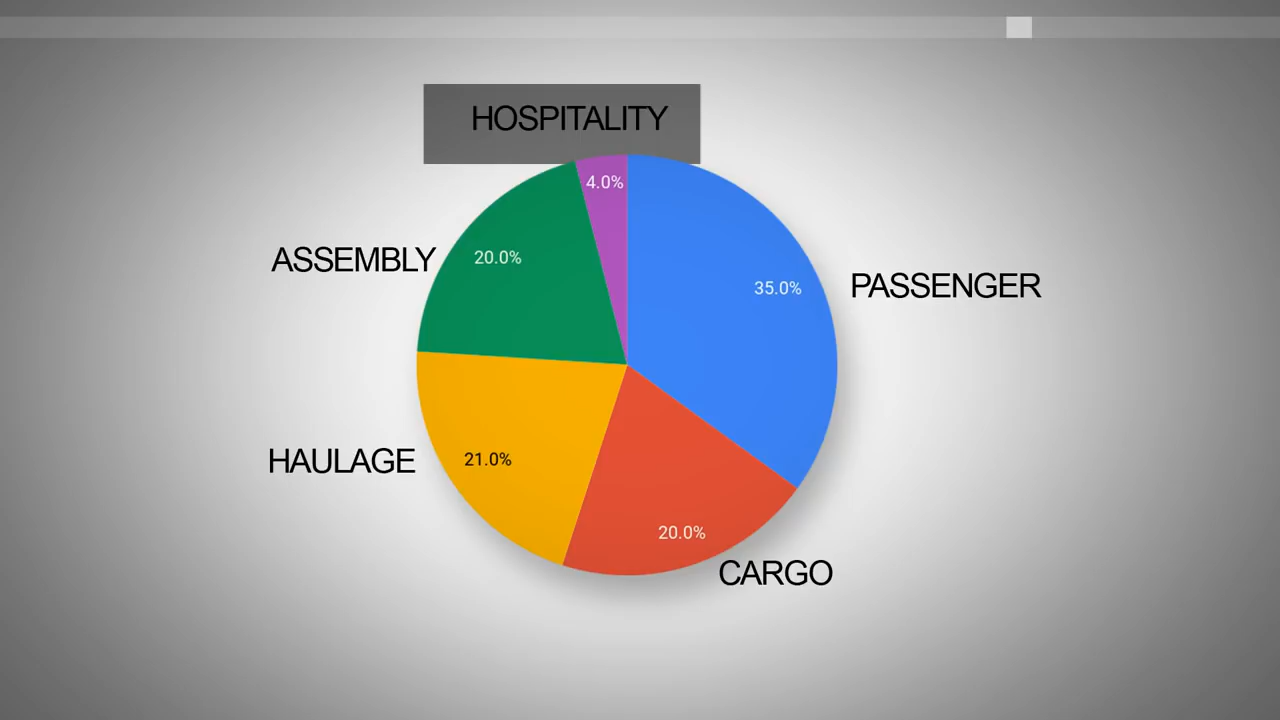 HOSPITALITY
4.0%
ASSEMBLY
20.0%
35.0%
PASSENGER
HAULAGE
21.0%
20.0%
CARGO